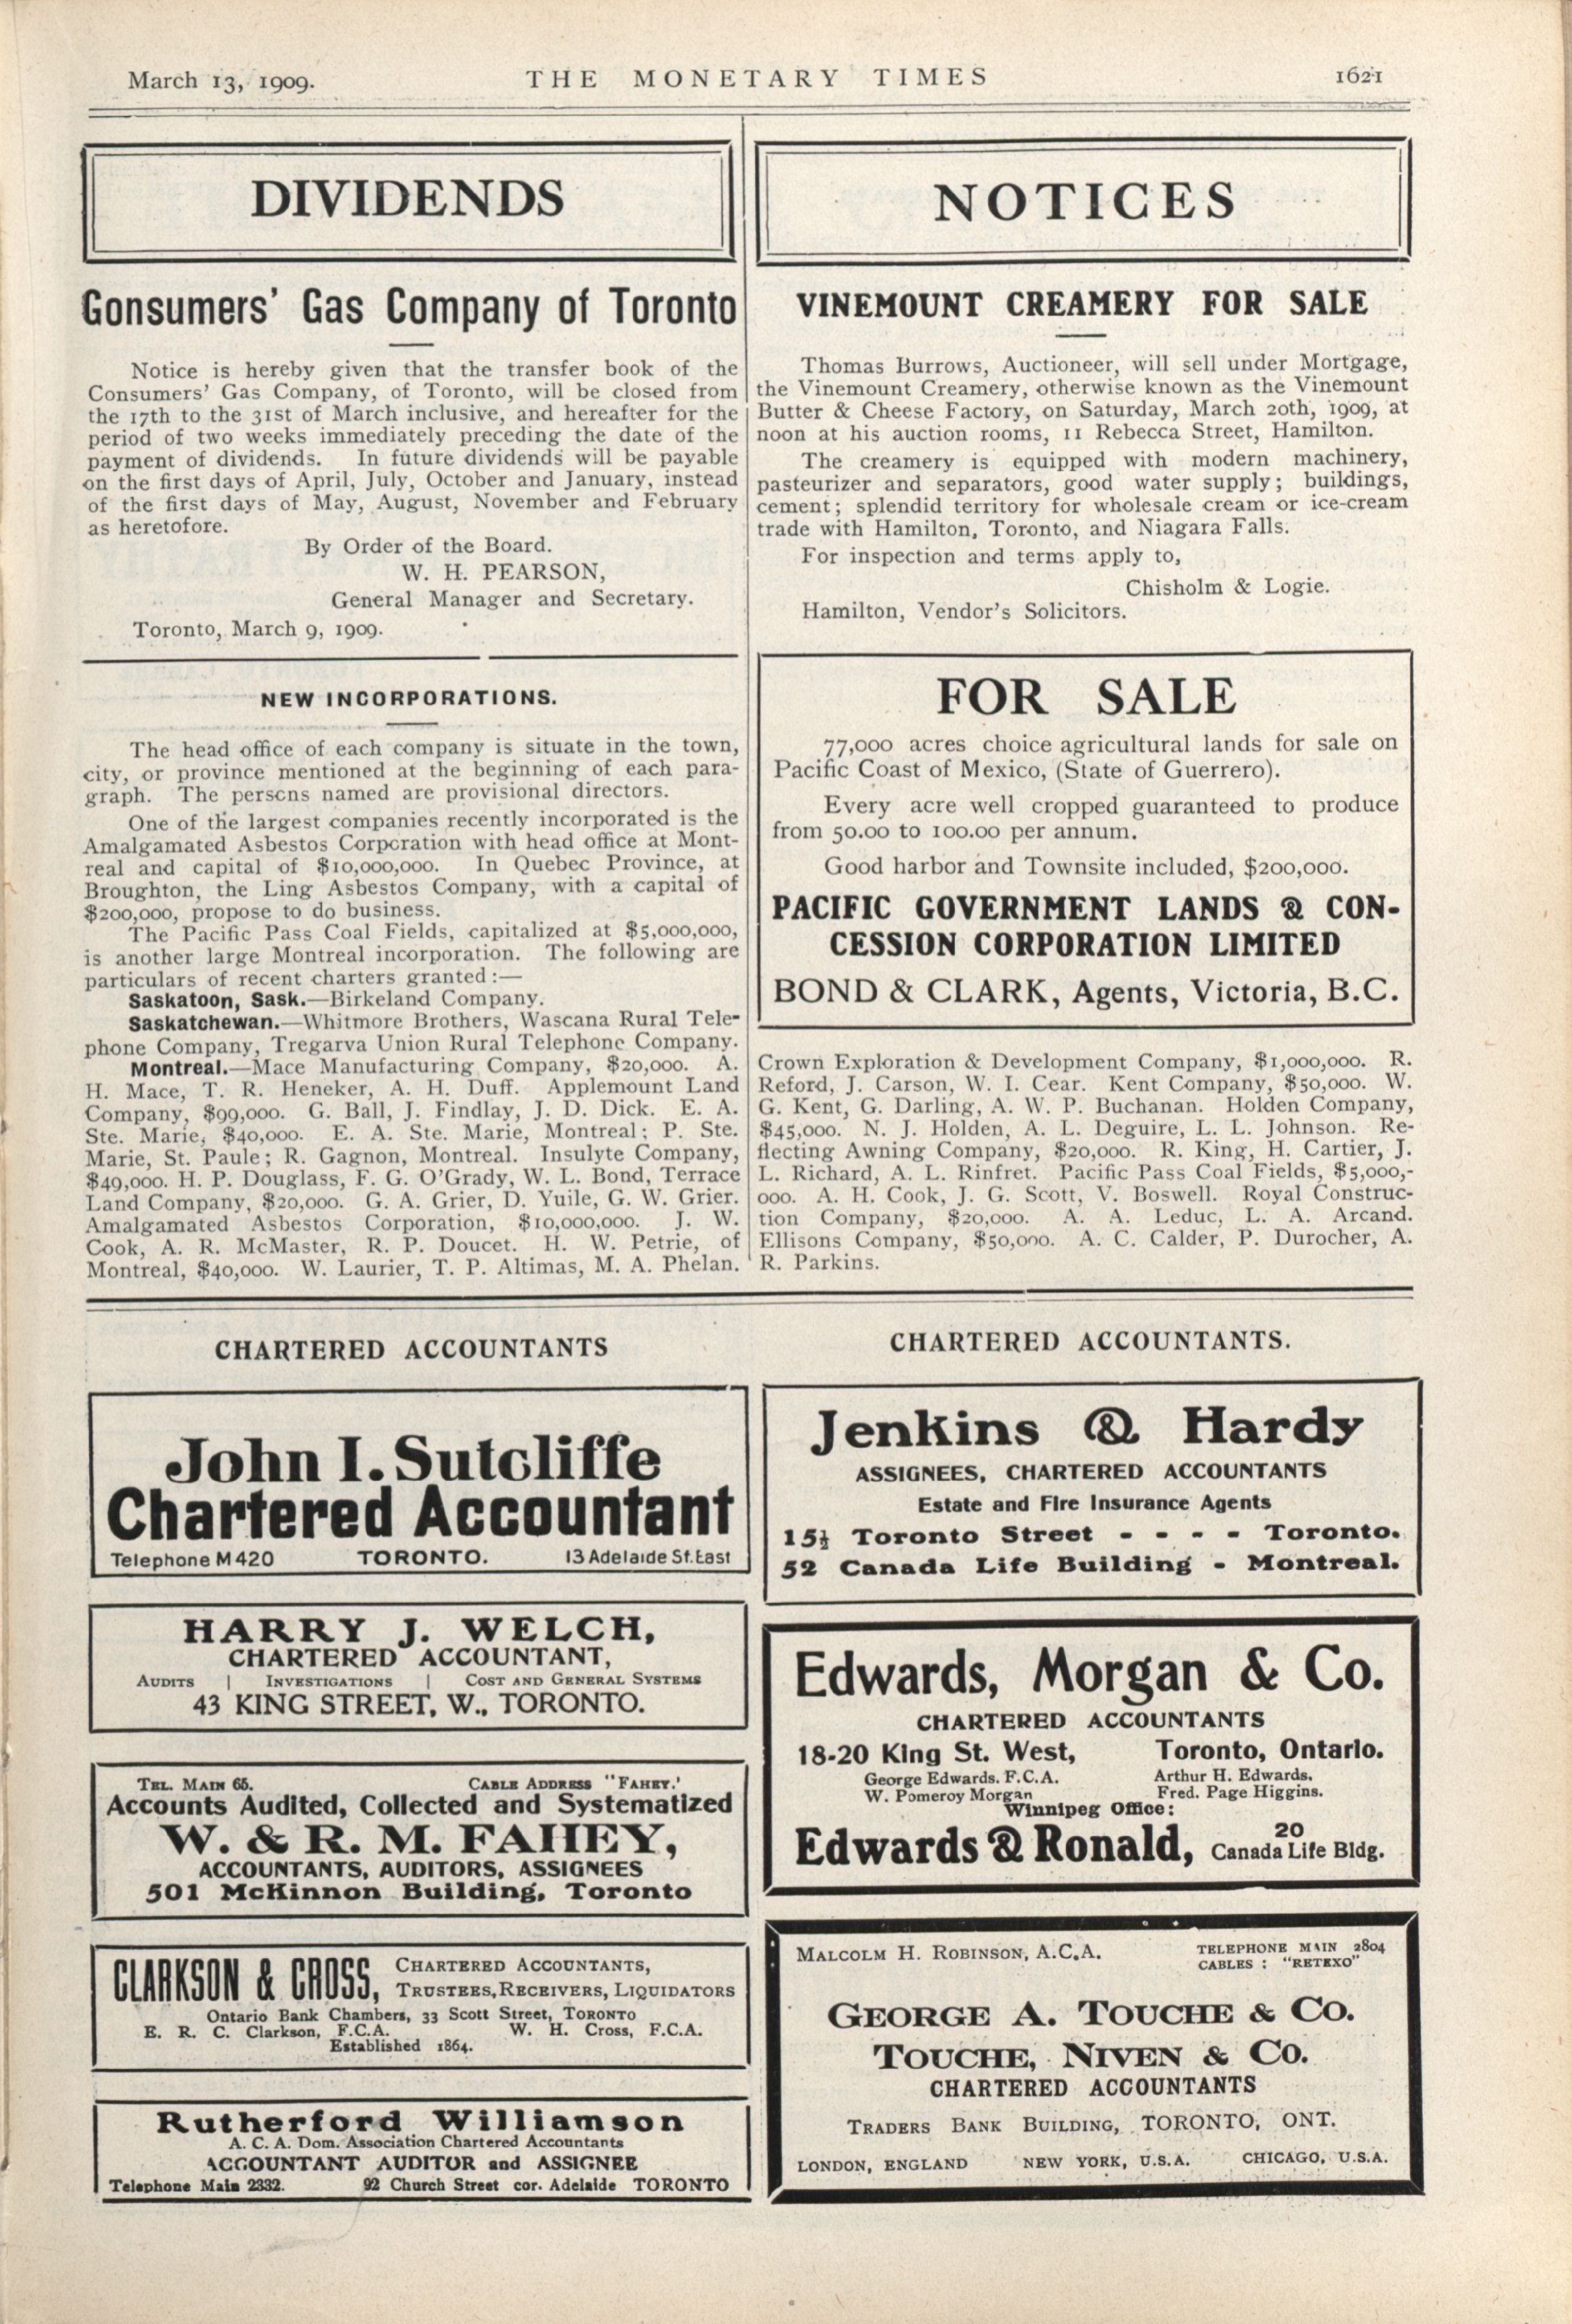 March 13, 1909.
THE MONETARY TIMES
1621
DIVIDENDS
Consumers' Gas Company of Toronto
Notice is hereby given that the transfer book of the
Consumers' Gas Company, of Toronto, will be closed from
the 17th to the 31st of March inclusive, and hereafter for the
period of two weeks immediately preceding the date of the
payment of dividends. In future dividends will be payable
on the first days of April, July, October and January, instead
of the first days of May, August, November and February
as heretofore.
By Order of the Board.
W. H. PEARSON,
General Manager and Secretary.
Toronto, March 9, 1909.
NEW INCORPORATIONS.
The head office of each company is situate in the town,
city, or province mentioned at the beginning of each para-
graph. The persons named are provisional directors.
One of the largest companies recently incorporated is the
Amalgamated Asbestos Corporation with head office at Mont-
real and capital of $10,000,000. In Quebec Province, at
Broughton, the Ling Asbestos Company, with a capital of
$200,000, propose to do business.
The Pacific Pass Coal Fields, capitalized at $5,000,000,
is another large Montreal incorporation. The following are
particulars of recent charters granted:—
Saskatoon, Sask.—Birkeland Company.
Saskatchewan.—Whitmore Brothers, Wascana Rural Tele-
phone Company, Tregarva Union Rural Telephone Company.
Montreal.—Mace Manufacturing Company, $20,000. A.
H. Mace, T. R. Heneker, A. H. Duff. Applemount Land
Company, $99,000. G. Ball, J. Findlay, J. D. Dick. E. A.
Ste. Marie, $40,000. E. A. Ste. Marie, Montreal; P. Ste.
Marie, St. Paule; R. Gagnon, Montreal. Insulyte Company,
$49,000. H. P. Douglass, F. G. O'Grady, W. L. Bond, Terrace
Land Company, $20,000. G. A. Grier, D. Yuile, G. W. Grier.
Amalgamated Asbestos Corporation, $10,000,000. J. W.
Cook, A. R. McMaster, R. P. Doucet. H. W. Petrie, of
Montreal, $40,000. W. Laurier, T. P. Altimas, M. A. Phelan.
NOTICES
VINEMOUNT CREAMERY FOR SALE
Thomas Burrows, Auctioneer, will sell under Mortgage,
the Vinemount Creamery, otherwise known as the Vinemount
Butter & Cheese Factory, on Saturday, March 20th, 1909, at
noon at his auction rooms, 11 Rebecca Street, Hamilton.
The creamery is equipped with modern machinery,
pasteurizer and separators, good water supply; buildings,
cement; splendid territory for wholesale cream or ice-cream
trade with Hamilton, Toronto, and Niagara Falls.
For inspection and terms apply to,
Chisholm & Logie.
Hamilton, Vendor's Solicitors.
FOR SALE
77,000 acres choice agricultural lands for sale on
Pacific Coast of Mexico, (State of Guerrero).
Every acre well cropped guaranteed to produce
from 50.00 to 100.00 per annum.
Good harbor and Townsite included, $200,000.
PACIFIC GOVERNMENT LANDS & CON-
CESSION CORPORATION LIMITED
BOND & CLARK, Agents, Victoria, B.C.
Crown Exploration & Development Company, $1,000,000. R.
Reford, J. Carson, W. I. Cear. Kent Company, $50,000. W.
G. Kent, G. Darling, A. W. P. Buchanan. Holden Company,
$45,000. N. J. Holden, A. L. Deguire, L. L. Johnson. Re-
flecting Awning Company, $20,000. R. King, H. Cartier, J.
L. Richard, A. L. Rinfret. Pacific Pass Coal Fields, $5,000,-
000. A. H. Cook, J. G. Scott, V. Boswell. Royal Construc-
tion Company, $20,000. A. A. Leduc, L. A. Arcand.
Ellisons Company, $50,000. A. C. Calder, P. Durocher, A.
R. Parkins.
CHARTERED ACCOUNTANTS
John I. Sutcliffe
Chartered Accountant
Telephone M 420 TORONTO. 13 Adelaide St. East
HARRY J. WELCH,
CHARTERED ACCOUNTANT,
AUDITS | INVESTIGATIONS | COST AND GENERAL SYSTEMS
43 KING STREET, W., TORONTO.
TEL. MAIN 65. CABLE ADDRESS "FAHEY.'
Accounts Audited, Collected and Systematized
W. & R. M. FAHEY,
ACCOUNTANTS, AUDITORS, ASSIGNEES
501 McKinnon Building, Toronto
CLARKSON & CROSS, CHARTERED ACCOUNTANTS,
TRUSTEES, RECEIVERS, LIQUIDATORS
Ontario Bank Chambers, 33 Scott Street, TORONTO
E. R. C. Clarkson, F.C.A. W. H. Cross, F.C.A.
Established 1864.
Rutherford Williamson
A. C. A. Dom. Association Chartered Accountants
ACCOUNTANT AUDITOR and ASSIGNEE
Telephone Main 2332. 92 Church Street cor. Adelaide TORONTO
CHARTERED ACCOUNTANTS.
Jenkins & Hardy
ASSIGNEES, CHARTERED ACCOUNTANTS
Estate and Fire Insurance Agents
15½ Toronto Street - - - - Toronto.
52 Canada Life Building - Montreal.
Edwards, Morgan & Co.
CHARTERED ACCOUNTANTS
18-20 King St. West, Toronto, Ontario.
George Edwards. F.C.A. Arthur H. Edwards.
W. Pomeroy Morgan Fred. Page Higgins.
Winnipeg Office:
Edwards & Ronald, 20 Canada Life Bldg.
MALCOLM H. ROBINSON, A.C.A. TELEPHONE MAIN 2804
CABLES: "RETEXO"
GEORGE A. TOUCHE & CO.
TOUCHE, NIVEN & CO.
CHARTERED ACCOUNTANTS
TRADERS BANK BUILDING, TORONTO, ONT.
LONDON, ENGLAND NEW YORK, U.S.A. CHICAGO, U.S.A.